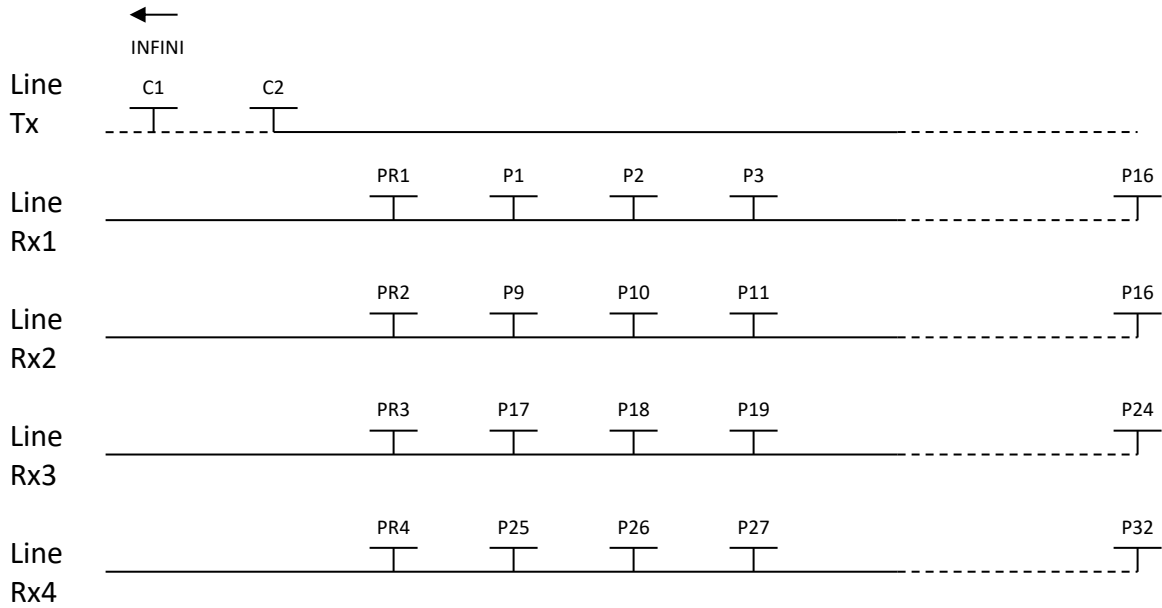 INFINI
Line Tx C1 C2
Line Rx1 PR1 P1 P2 P3 P16
Line Rx2 PR2 P9 P10 P11 P16
Line Rx3 PR3 P17 P18 P19 P24
Line Rx4 PR4 P25 P26 P27 P32